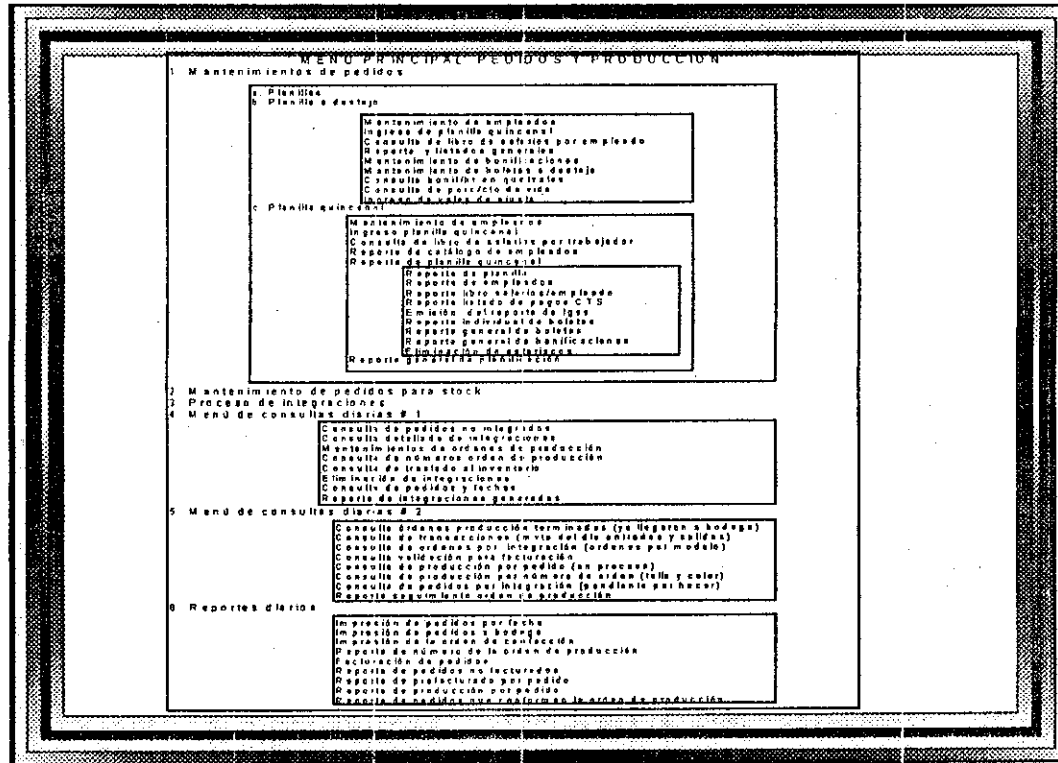 MENU PRINCIPAL PEDIDOS Y PRODUCCION
1 Mantenimientos de pedidos
a. Planillas
b. Planilla a destajo
Mantenimiento de empleados
Ingreso de planilla quincenal
Consulta de libro de salarios por empleado
Reporte y listados generales
Mantenimiento de bonificaciones
Mantenimiento de boletas a destajo
Consulta en quetzales
Consulta de de vida
Ingreso de vales de ajuste
c. Planilla quincenal
Mantenimiento de empleados
Ingreso planilla quincenal
Consulta de libro de salarios por trabajador
Reporte de catálogo de empleados
Reporte de planilla quincenal
Reporte de planilla
Reporte de empleados
Reporte libro salarios/empleado
Reporte listado de pagos CTS
Emisión del reporte de Igss
Reporte individual de boletas
Reporte general de boletas
Reporte general de bonificaciones
Eliminación de asteriscos
Reporte general de planificación
2 Mantenimiento de pedidos para stock
3 Proceso de integraciones
4 Menú de consultas diarias # 1
Consulta de pedidos no integrados
Consulta detallada de integraciones
Mantenimientos de ordenes de producción
Consulta de números orden de producción
Consulta de traslado al inventario
Eliminación de integraciones
Consulta de pedidos y fechas
Reporte de integraciones generadas
5 Menú de consultas diarias # 2
Consulta órdenes producción terminadas (ya llegaron a bodega)
Consulta de transacciones (mvto del día entradas y salidas)
Consulta de ordenes por integración (ordenes por modelo)
Consulta validación para facturación
Consulta de producción por pedido (en proceso)
Consulta de producción por número de orden (talla y color)
Consulta de pedidos por integración (pendiente por hacer)
Reporte seguimiento orden de producción
6 Reportes diarios
Impresión de pedidos por fecha
Impresión de pedidos a bodega
Impresión de la orden de confección
Reporte de número de la orden de producción
Facturación de pedidos
Reporte de pedidos no facturados
Reporte de prefacturado por pedido
Reporte de producción por pedido
Reporte de pedidos que conforman la orden de producción